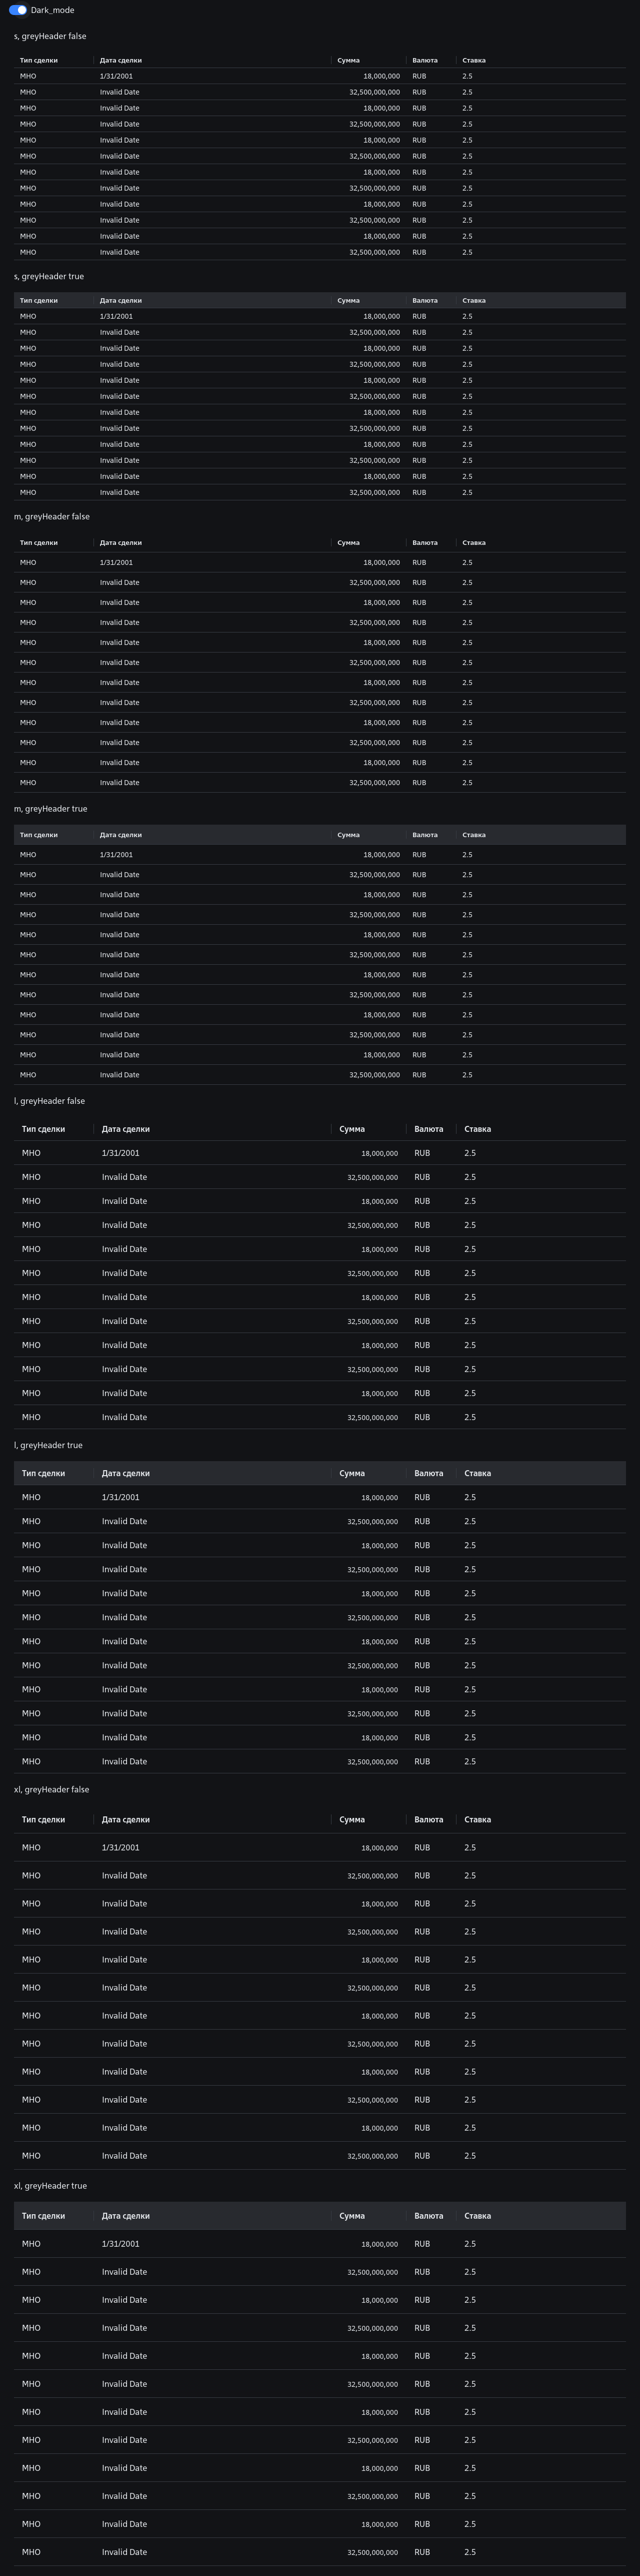 Dark_mode
s, greyHeader false
Тип сделки Дата сделки Сумма Валюта Ставка
МНО 1/31/2001 18,000,000 RUB 2.5
МНО Invalid Date 32,500,000,000 RUB 2.5
МНО Invalid Date 18,000,000 RUB 2.5
МНО Invalid Date 32,500,000,000 RUB 2.5
МНО Invalid Date 18,000,000 RUB 2.5
МНО Invalid Date 32,500,000,000 RUB 2.5
МНО Invalid Date 18,000,000 RUB 2.5
МНО Invalid Date 32,500,000,000 RUB 2.5
МНО Invalid Date 18,000,000 RUB 2.5
МНО Invalid Date 32,500,000,000 RUB 2.5
МНО Invalid Date 18,000,000 RUB 2.5
МНО Invalid Date 32,500,000,000 RUB 2.5
s, greyHeader true
Тип сделки Дата сделки Сумма Валюта Ставка
МНО 1/31/2001 18,000,000 RUB 2.5
МНО Invalid Date 32,500,000,000 RUB 2.5
МНО Invalid Date 18,000,000 RUB 2.5
МНО Invalid Date 32,500,000,000 RUB 2.5
МНО Invalid Date 18,000,000 RUB 2.5
МНО Invalid Date 32,500,000,000 RUB 2.5
МНО Invalid Date 18,000,000 RUB 2.5
МНО Invalid Date 32,500,000,000 RUB 2.5
МНО Invalid Date 18,000,000 RUB 2.5
МНО Invalid Date 32,500,000,000 RUB 2.5
МНО Invalid Date 18,000,000 RUB 2.5
МНО Invalid Date 32,500,000,000 RUB 2.5
m, greyHeader false
Тип сделки Дата сделки Сумма Валюта Ставка
МНО 1/31/2001 18,000,000 RUB 2.5
МНО Invalid Date 32,500,000,000 RUB 2.5
МНО Invalid Date 18,000,000 RUB 2.5
МНО Invalid Date 32,500,000,000 RUB 2.5
МНО Invalid Date 18,000,000 RUB 2.5
МНО Invalid Date 32,500,000,000 RUB 2.5
МНО Invalid Date 18,000,000 RUB 2.5
МНО Invalid Date 32,500,000,000 RUB 2.5
МНО Invalid Date 18,000,000 RUB 2.5
МНО Invalid Date 32,500,000,000 RUB 2.5
МНО Invalid Date 18,000,000 RUB 2.5
МНО Invalid Date 32,500,000,000 RUB 2.5
m, greyHeader true
Тип сделки Дата сделки Сумма Валюта Ставка
МНО 1/31/2001 18,000,000 RUB 2.5
МНО Invalid Date 32,500,000,000 RUB 2.5
МНО Invalid Date 18,000,000 RUB 2.5
МНО Invalid Date 32,500,000,000 RUB 2.5
МНО Invalid Date 18,000,000 RUB 2.5
МНО Invalid Date 32,500,000,000 RUB 2.5
МНО Invalid Date 18,000,000 RUB 2.5
МНО Invalid Date 32,500,000,000 RUB 2.5
МНО Invalid Date 18,000,000 RUB 2.5
МНО Invalid Date 32,500,000,000 RUB 2.5
МНО Invalid Date 18,000,000 RUB 2.5
МНО Invalid Date 32,500,000,000 RUB 2.5
l, greyHeader false
Тип сделки Дата сделки Сумма Валюта Ставка
МНО 1/31/2001 18,000,000 RUB 2.5
МНО Invalid Date 32,500,000,000 RUB 2.5
МНО Invalid Date 18,000,000 RUB 2.5
МНО Invalid Date 32,500,000,000 RUB 2.5
МНО Invalid Date 18,000,000 RUB 2.5
МНО Invalid Date 32,500,000,000 RUB 2.5
МНО Invalid Date 18,000,000 RUB 2.5
МНО Invalid Date 32,500,000,000 RUB 2.5
МНО Invalid Date 18,000,000 RUB 2.5
МНО Invalid Date 32,500,000,000 RUB 2.5
МНО Invalid Date 18,000,000 RUB 2.5
МНО Invalid Date 32,500,000,000 RUB 2.5
l, greyHeader true
Тип сделки Дата сделки Сумма Валюта Ставка
МНО 1/31/2001 18,000,000 RUB 2.5
МНО Invalid Date 32,500,000,000 RUB 2.5
МНО Invalid Date 18,000,000 RUB 2.5
МНО Invalid Date 32,500,000,000 RUB 2.5
МНО Invalid Date 18,000,000 RUB 2.5
МНО Invalid Date 32,500,000,000 RUB 2.5
МНО Invalid Date 18,000,000 RUB 2.5
МНО Invalid Date 32,500,000,000 RUB 2.5
МНО Invalid Date 18,000,000 RUB 2.5
МНО Invalid Date 32,500,000,000 RUB 2.5
МНО Invalid Date 18,000,000 RUB 2.5
МНО Invalid Date 32,500,000,000 RUB 2.5
xl, greyHeader false
Тип сделки Дата сделки Сумма Валюта Ставка
МНО 1/31/2001 18,000,000 RUB 2.5
МНО Invalid Date 32,500,000,000 RUB 2.5
МНО Invalid Date 18,000,000 RUB 2.5
МНО Invalid Date 32,500,000,000 RUB 2.5
МНО Invalid Date 18,000,000 RUB 2.5
МНО Invalid Date 32,500,000,000 RUB 2.5
МНО Invalid Date 18,000,000 RUB 2.5
МНО Invalid Date 32,500,000,000 RUB 2.5
МНО Invalid Date 18,000,000 RUB 2.5
МНО Invalid Date 32,500,000,000 RUB 2.5
МНО Invalid Date 18,000,000 RUB 2.5
МНО Invalid Date 32,500,000,000 RUB 2.5
xl, greyHeader true
Тип сделки Дата сделки Сумма Валюта Ставка
МНО 1/31/2001 18,000,000 RUB 2.5
МНО Invalid Date 32,500,000,000 RUB 2.5
МНО Invalid Date 18,000,000 RUB 2.5
МНО Invalid Date 32,500,000,000 RUB 2.5
МНО Invalid Date 18,000,000 RUB 2.5
МНО Invalid Date 32,500,000,000 RUB 2.5
МНО Invalid Date 18,000,000 RUB 2.5
МНО Invalid Date 32,500,000,000 RUB 2.5
МНО Invalid Date 18,000,000 RUB 2.5
МНО Invalid Date 32,500,000,000 RUB 2.5
МНО Invalid Date 18,000,000 RUB 2.5
МНО Invalid Date 32,500,000,000 RUB 2.5